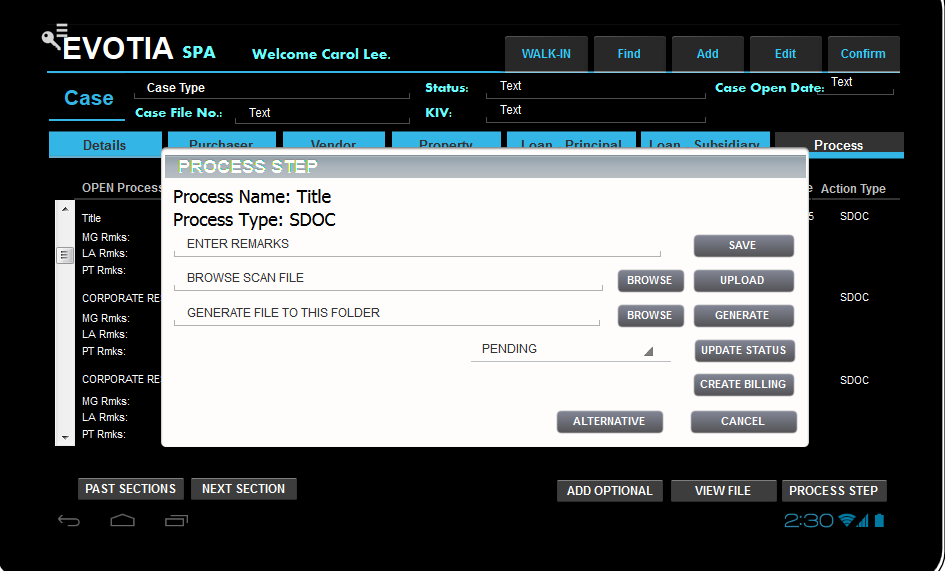 EVOTIA SPA Welcome Carol Lee. WALK-IN Find Add Edit Confirm
Case Case Type Status: Text Case Open Date: Text
Case File No.: Text KIV: Text
Details Purchaser Vendor Property Loan Principal Loan Subsidiary Process
OPEN Process Action Type
PROCESS STEP
Process Name: Title
Process Type: SDOC
ENTER REMARKS SAVE
BROWSE SCAN FILE BROWSE UPLOAD
GENERATE FILE TO THIS FOLDER BROWSE GENERATE
PENDING UPDATE STATUS
CREATE BILLING
ALTERNATIVE CANCEL
Title 5 SDOC
MG Rmks:
LA Rmks:
PT Rmks:
CORPORATE RE SDOC
MG Rmks:
LA Rmks:
PT Rmks:
CORPORATE RE SDOC
MG Rmks:
LA Rmks:
PT Rmks:
PAST SECTIONS NEXT SECTION ADD OPTIONAL VIEW FILE PROCESS STEP
2:30